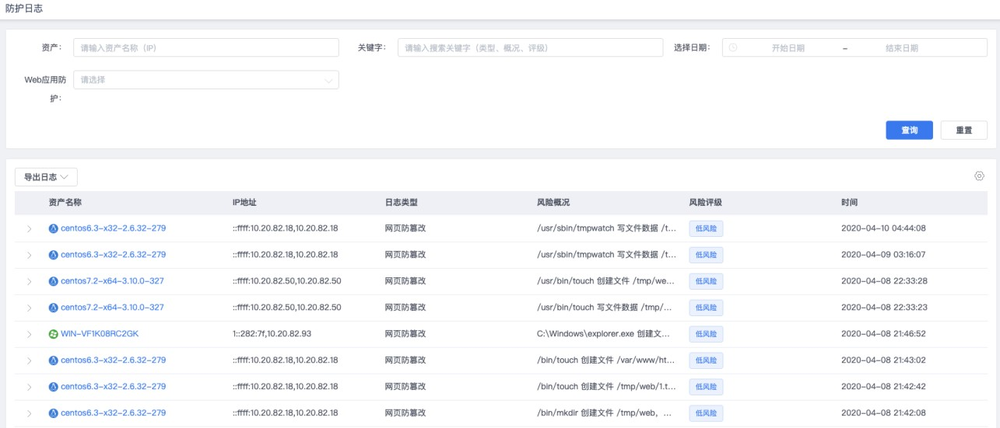 防护日志
资产： 请输入资产名称（IP） 关键字： 请输入搜索关键字（类型、概况、评级） 选择日期： 开始日期 – 结束日期
Web应用防护： 请选择
查询 重置
导出日志
资产名称 IP地址 日志类型 风险概况 风险评级 时间
centos6.3-x32-2.6.32-279 ::ffff:10.20.82.18,10.20.82.18 网页防篡改 /usr/sbin/tmpwatch 写文件数据 /t... 低风险 2020-04-10 04:44:08
centos6.3-x32-2.6.32-279 ::ffff:10.20.82.18,10.20.82.18 网页防篡改 /usr/sbin/tmpwatch 写文件数据 /t... 低风险 2020-04-09 03:16:07
centos7.2-x64-3.10.0-327 ::ffff:10.20.82.50,10.20.82.50 网页防篡改 /usr/bin/touch 创建文件 /tmp/we... 低风险 2020-04-08 22:33:28
centos7.2-x64-3.10.0-327 ::ffff:10.20.82.50,10.20.82.50 网页防篡改 /usr/bin/touch 写文件数据 /tmp/... 低风险 2020-04-08 22:33:23
WIN-VF1K08RC2GK 1::282:7f,10.20.82.93 网页防篡改 C:\Windows\explorer.exe 创建文... 低风险 2020-04-08 21:46:52
centos6.3-x32-2.6.32-279 ::ffff:10.20.82.18,10.20.82.18 网页防篡改 /bin/touch 创建文件 /var/www/ht... 低风险 2020-04-08 21:43:02
centos6.3-x32-2.6.32-279 ::ffff:10.20.82.18,10.20.82.18 网页防篡改 /bin/touch 创建文件 /tmp/web/1.t... 低风险 2020-04-08 21:42:42
centos6.3-x32-2.6.32-279 ::ffff:10.20.82.18,10.20.82.18 网页防篡改 /bin/mkdir 创建文件 /tmp/web，... 低风险 2020-04-08 21:42:08